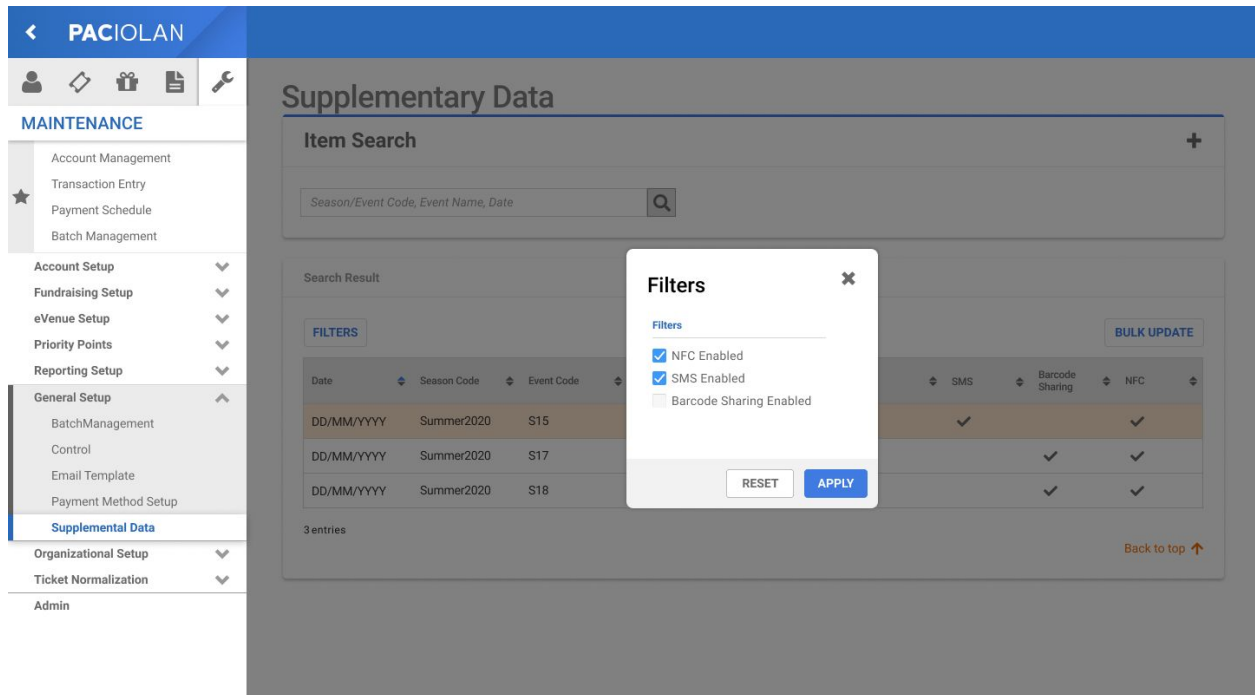 PACIOLAN
MAINTENANCE
Account Management
Transaction Entry
Payment Schedule
Batch Management
Account Setup
Fundraising Setup
eVenue Setup
Priority Points
Reporting Setup
General Setup
BatchManagement
Control
Email Template
Payment Method Setup
Supplemental Data
Organizational Setup
Ticket Normalization
Admin
Supplementary Data
Item Search
Season/Event Code, Event Name, Date
Search Result
FILTERS
BULK UPDATE
Date Season Code Event Code SMS Barcode Sharing NFC
DD/MM/YYYY Summer2020 S15
DD/MM/YYYY Summer2020 S17
DD/MM/YYYY Summer2020 S18
3 entries
Back to top
Filters
Filters
NFC Enabled
SMS Enabled
Barcode Sharing Enabled
RESET APPLY